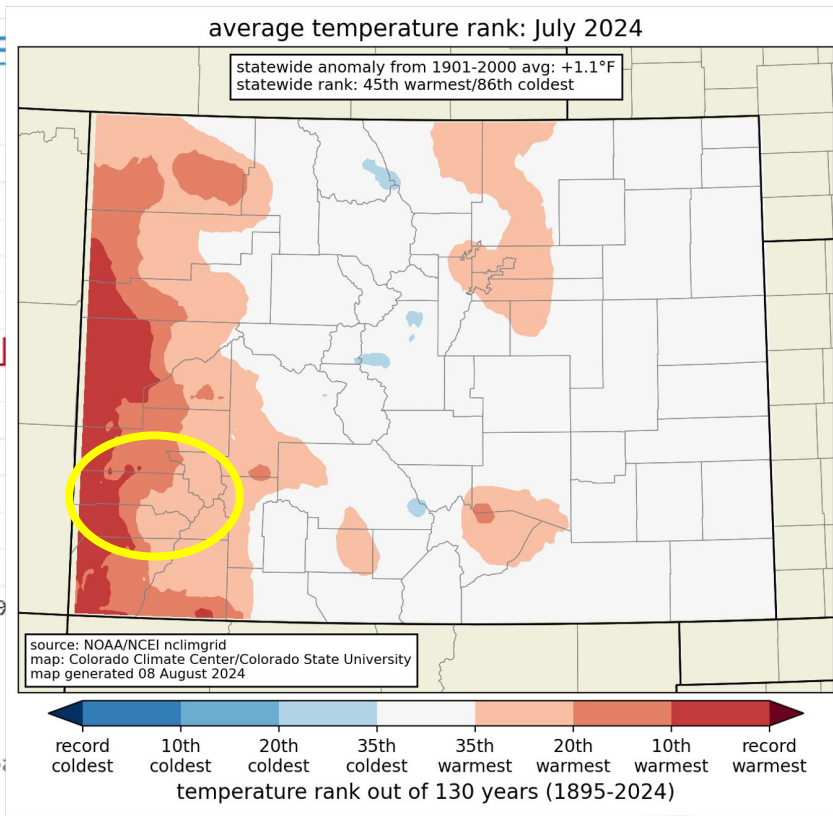 average temperature rank: July 2024
statewide anomaly from 1901-2000 avg: +1.1°F
statewide rank: 45th warmest/86th coldest
source: NOAA/NCEI nclimgrid
map: Colorado Climate Center/Colorado State University
map generated 08 August 2024
record coldest
10th coldest
20th coldest
35th coldest
35th warmest
20th warmest
10th warmest
record warmest
temperature rank out of 130 years (1895-2024)